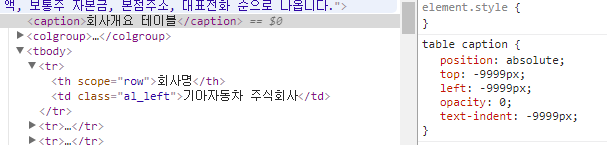 액, 보통주 자본금, 본점주소, 대표전화 순으로 나옵니다.">
<caption>회사개요 테이블</caption> == $0
▶<colgroup>…</colgroup>
▼<tbody>
▼<tr>
<th scope="row">회사명</th>
<td class="al_left">기아자동차 주식회사</td>
</tr>
▶<tr>…</tr>
▶<tr>…</tr>
element.style {
}
table caption {
position: absolute;
top: -9999px;
left: -9999px;
opacity: 0;
text-indent: -9999px;
}